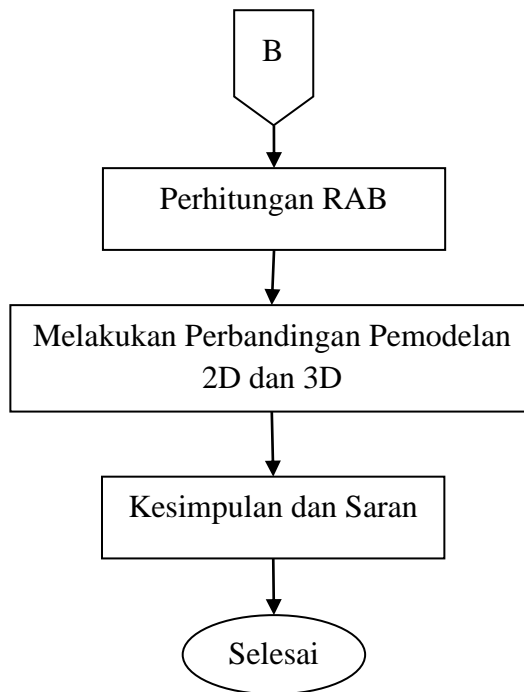 B
Perhitungan RAB
Melakukan Perbandingan Pemodelan
2D dan 3D
Kesimpulan dan Saran
Selesai